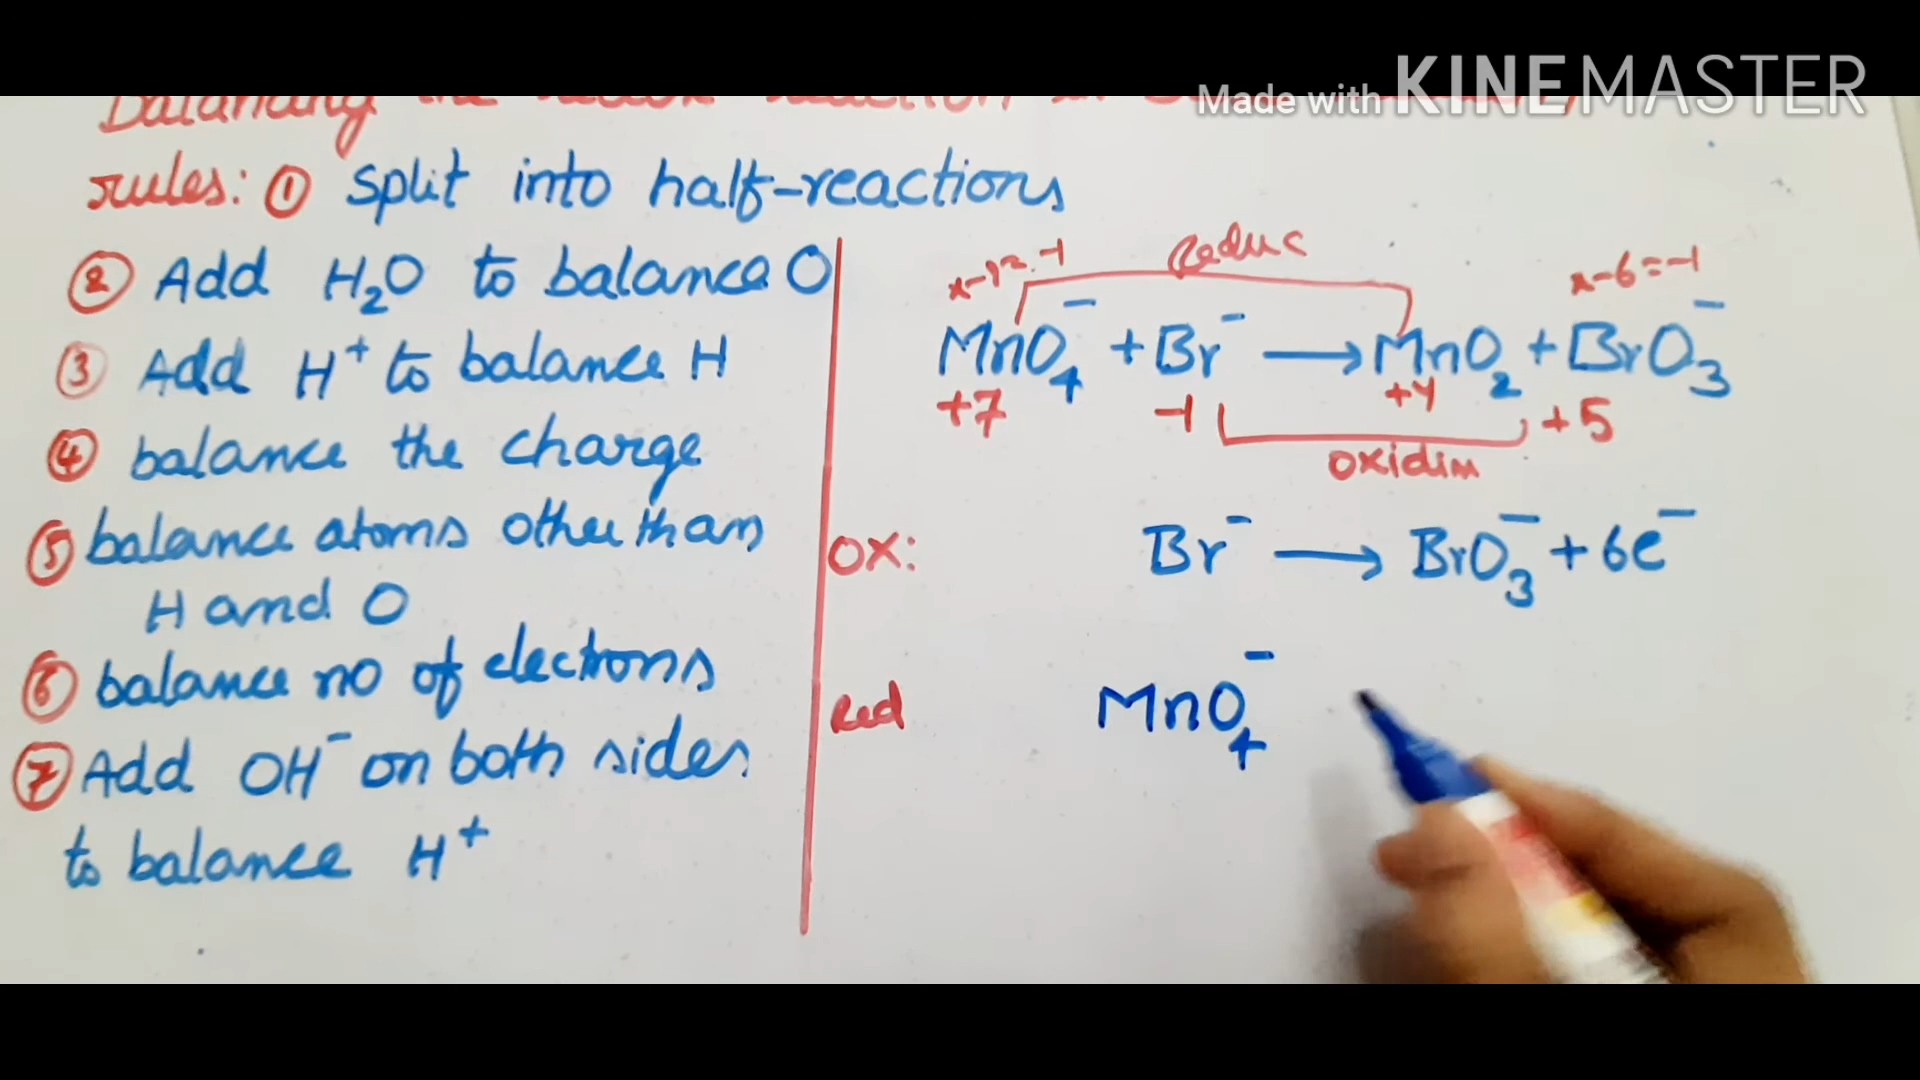 Made with KINEMASTER
Balancing the
rules: ① split into half-reactions
② Add H₂O to balance O
③ Add H⁺ to balance H
④ balance the charge
⑤ balance atoms other than
H and O
⑥ balance no of electrons
⑦ Add OH⁻ on both sides
to balance H⁺
Reduc
x-6=-1
MnO₄⁻ + Br⁻ ⟶ MnO₂ + BrO₃⁻
+7 -1 +4 +5
oxidim
OX: Br⁻ ⟶ BrO₃⁻ + 6e⁻
Red MnO₄⁻